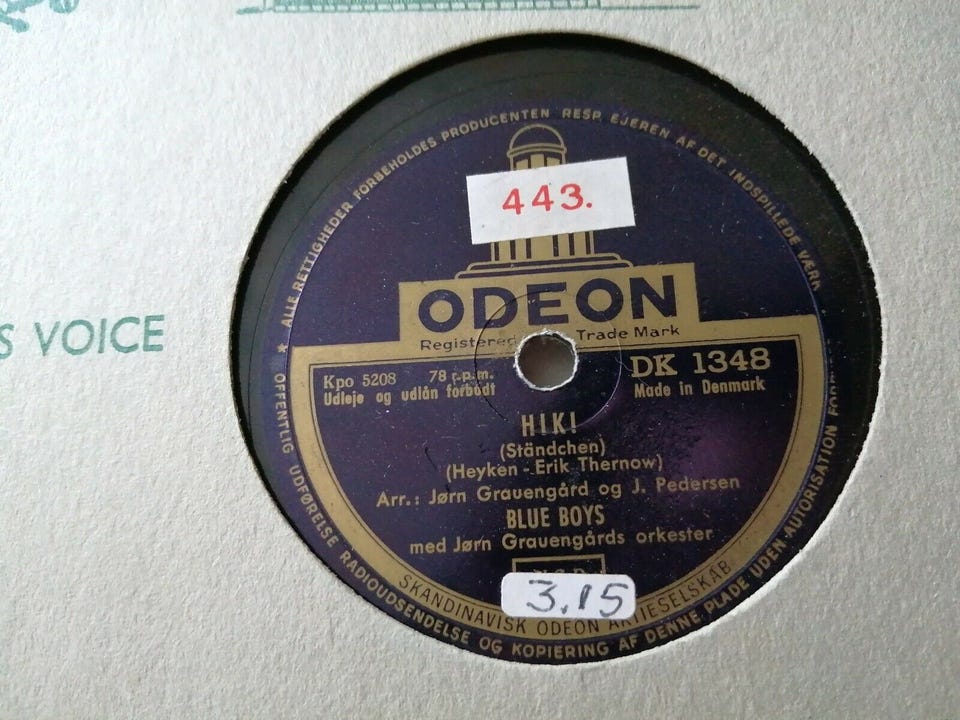 S VOICE
★ ALLE RETTIGHEDER FORBEHOLDES PRODUCENTEN RESP. EJEREN AF DET INDSPILLEDE VÆRK
443.
ODEON
Registered Trade Mark
Kpo 5208 78 r.p.m. DK 1348
Udleje og udlån forbudt Made in Denmark
HIK!
(Ständchen)
(Heyken - Erik Thernow)
Arr.: Jørn Grauengård og J. Pedersen
BLUE BOYS
med Jørn Grauengårds orkester
3.15
SKANDINAVISK ODEON AKTIESELSKAB
OFFENTLIG UDFØRELSE RADIOUDSENDELSE OG KOPIERING AF DENNE PLADE UDEN AUTORISATION